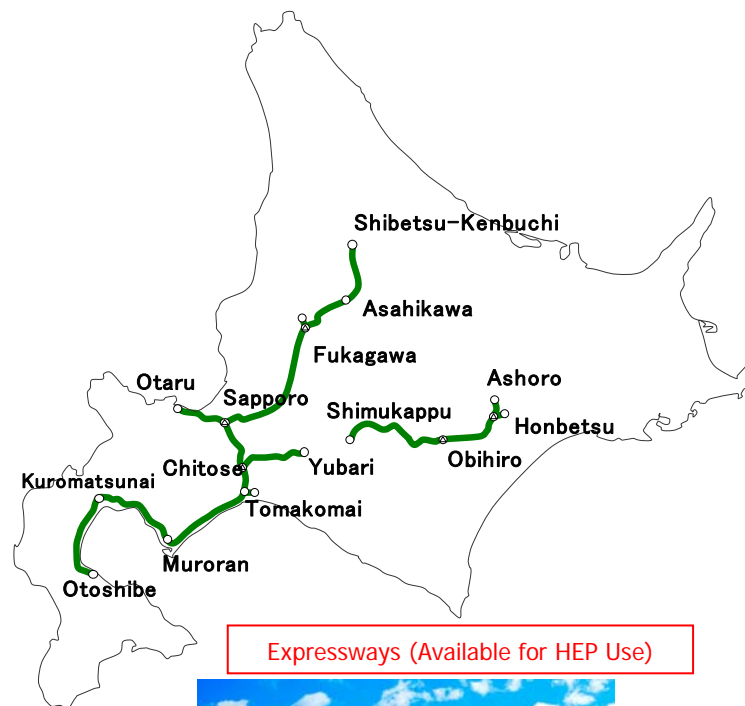 Shibetsu-Kenbuchi
Asahikawa
Fukagawa
Ashoro
Otaru
Sapporo
Shimukappu
Honbetsu
Obihiro
Chitose
Yubari
Kuromatsunai
Tomakomai
Muroran
Otoshibe
Expressways (Available for HEP Use)